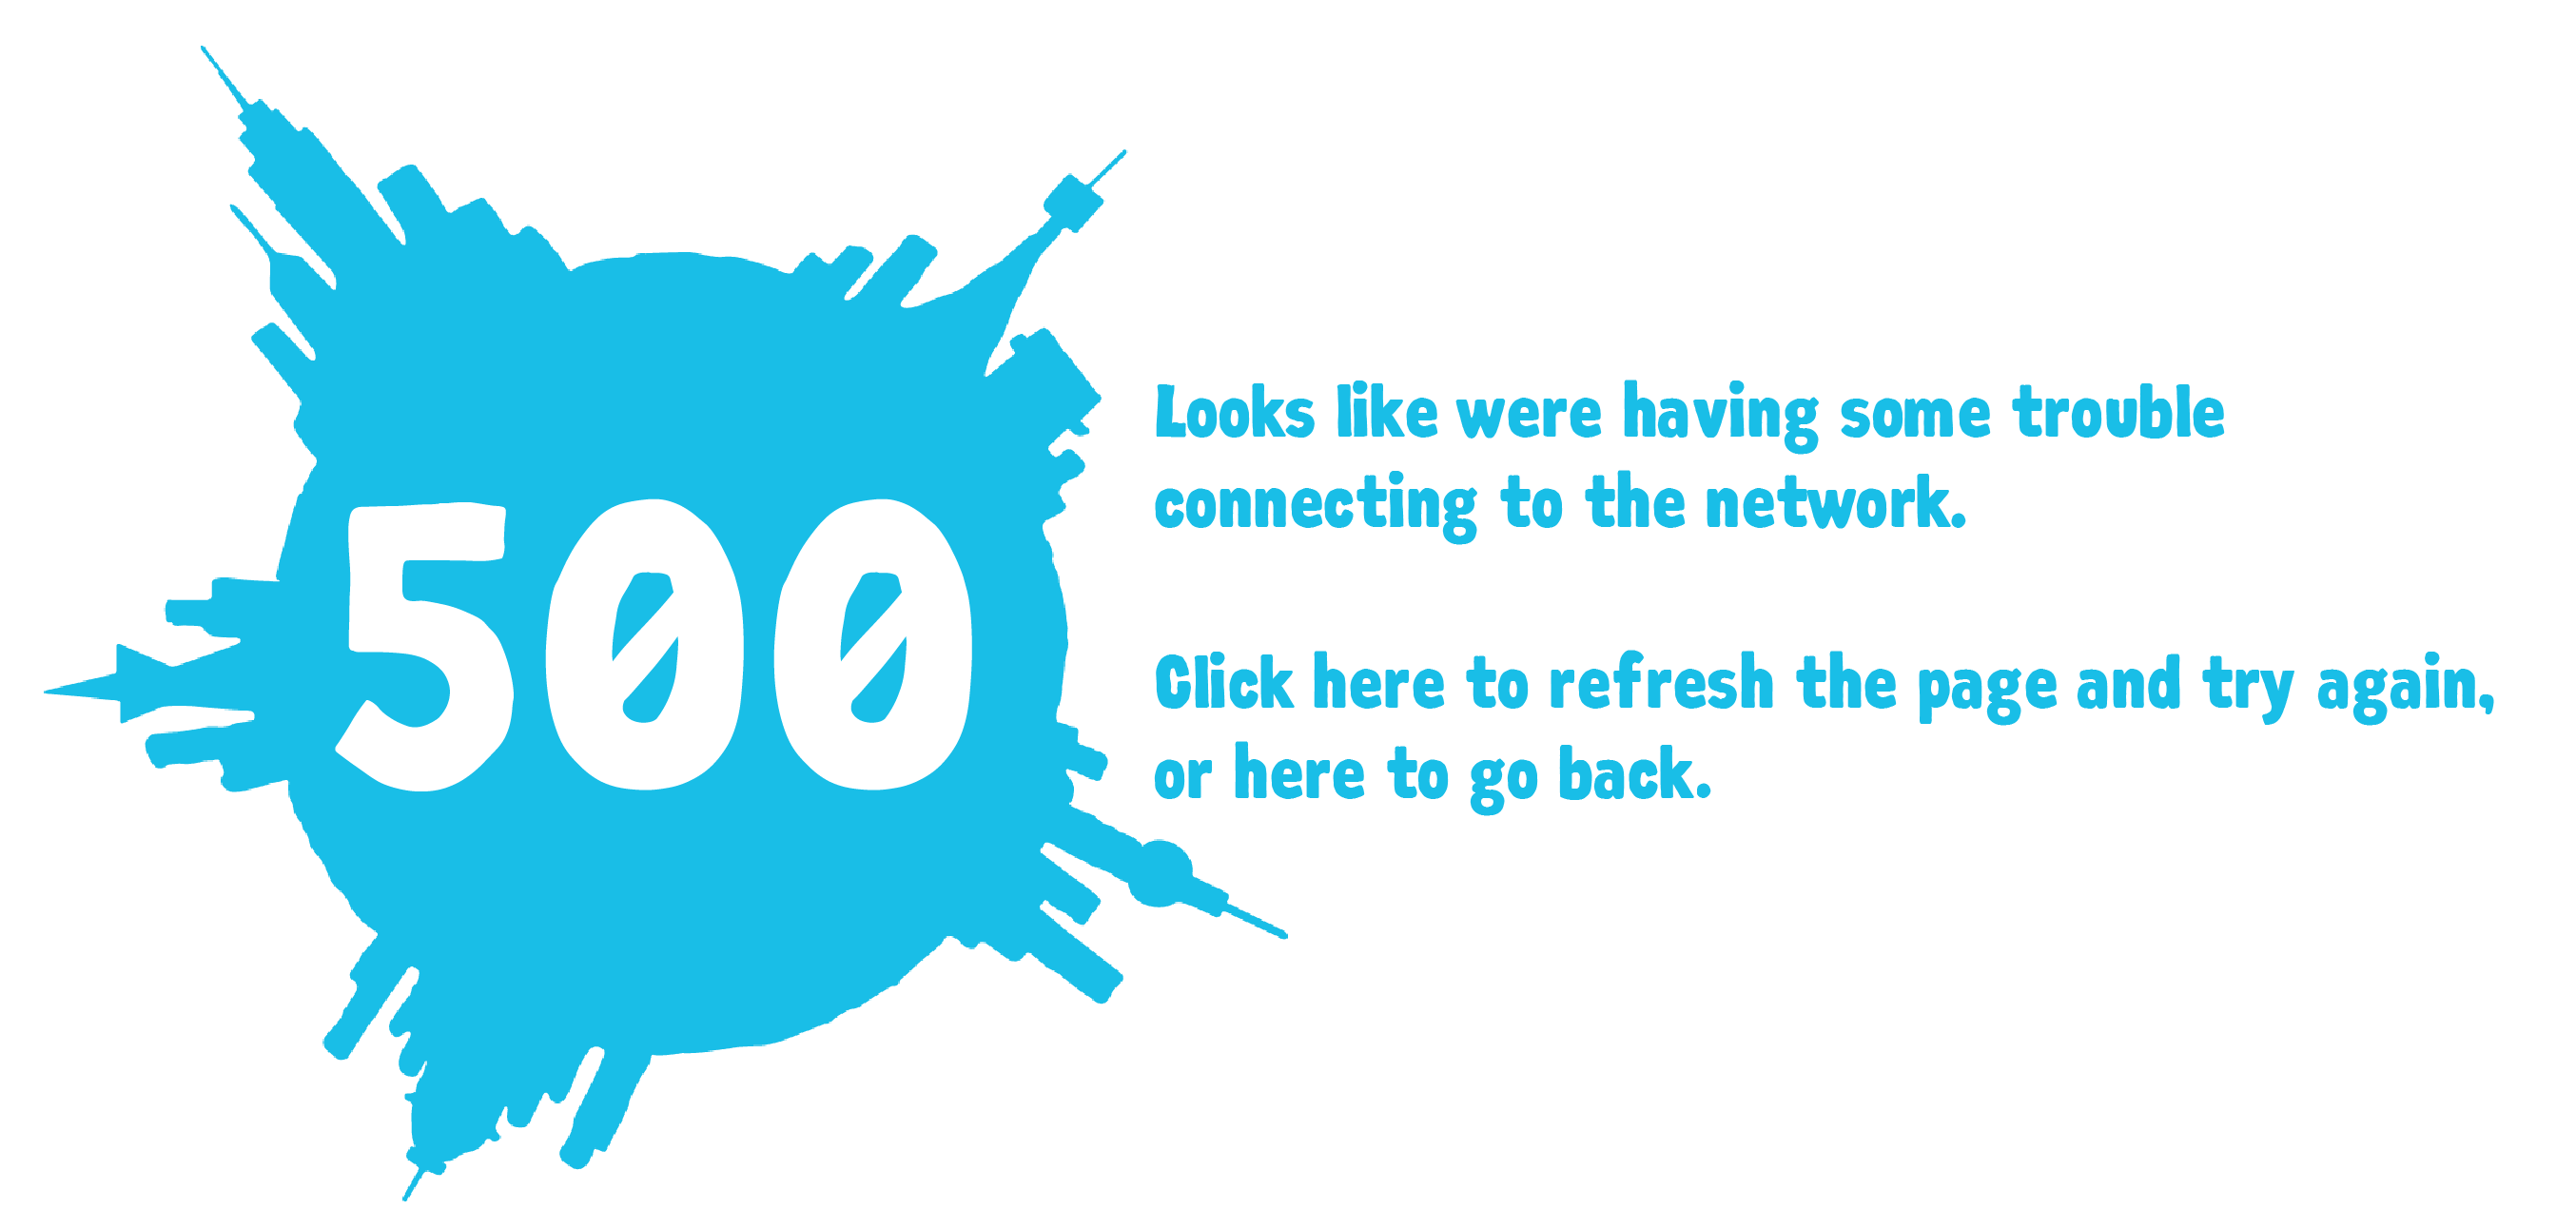 500
Looks like were having some trouble
connecting to the network.
Click here to refresh the page and try again,
or here to go back.